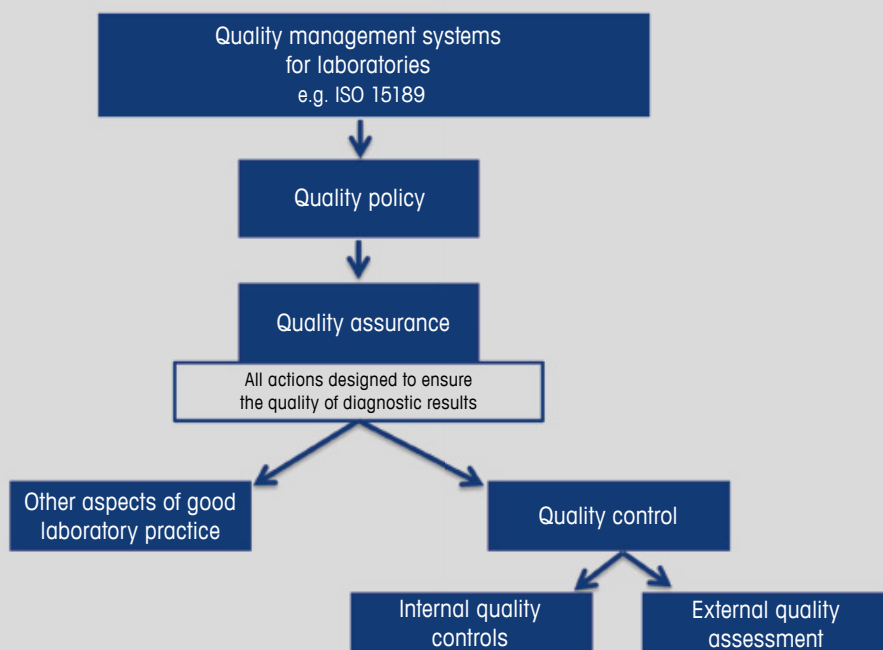 Quality management systems
for laboratories
e.g. ISO 15189
Quality policy
Quality assurance
All actions designed to ensure
the quality of diagnostic results
Other aspects of good
laboratory practice
Quality control
Internal quality
controls
External quality
assessment